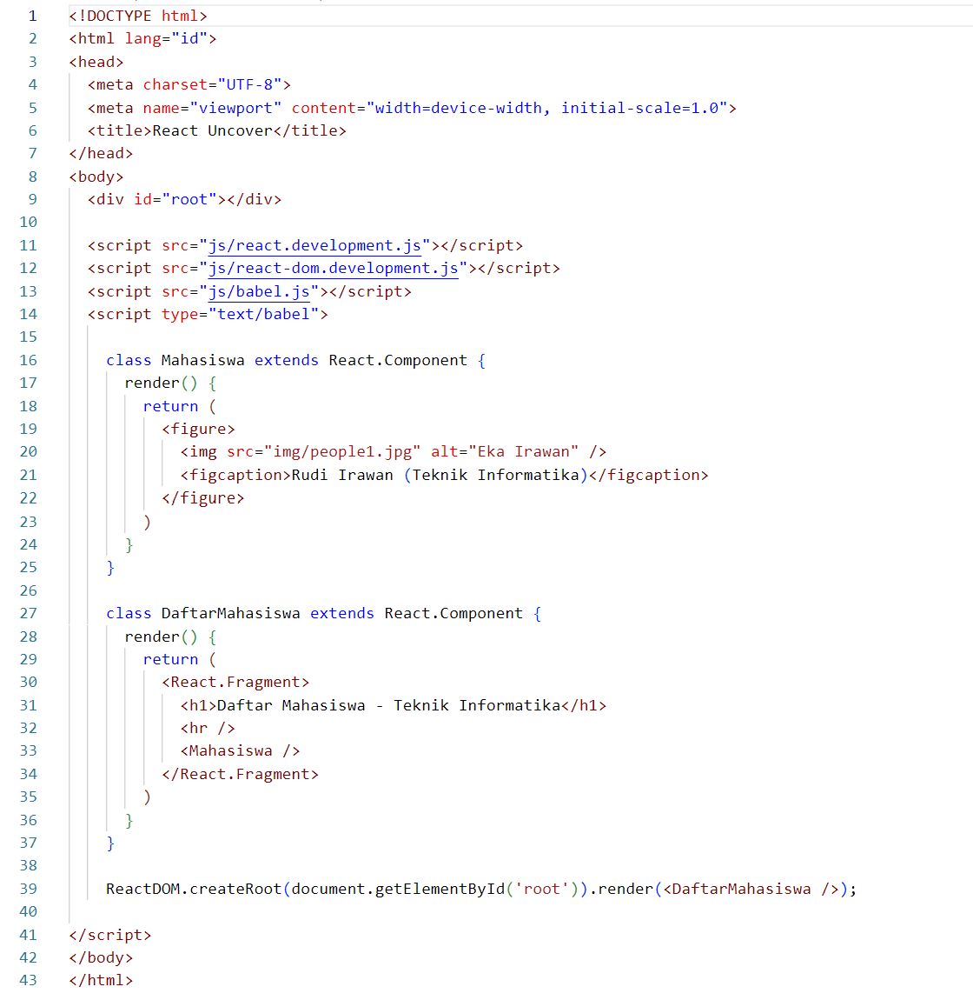 1 <!DOCTYPE html>
2 <html lang="id">
3 <head>
4 <meta charset="UTF-8">
5 <meta name="viewport" content="width=device-width, initial-scale=1.0">
6 <title>React Uncover</title>
7 </head>
8 <body>
9 <div id="root"></div>
10
11 <script src="js/react.development.js"></script>
12 <script src="js/react-dom.development.js"></script>
13 <script src="js/babel.js"></script>
14 <script type="text/babel">
15
16 class Mahasiswa extends React.Component {
17 render() {
18 return (
19 <figure>
20 <img src="img/people1.jpg" alt="Eka Irawan" />
21 <figcaption>Rudi Irawan (Teknik Informatika)</figcaption>
22 </figure>
23 )
24 }
25 }
26
27 class DaftarMahasiswa extends React.Component {
28 render() {
29 return (
30 <React.Fragment>
31 <h1>Daftar Mahasiswa - Teknik Informatika</h1>
32 <hr />
33 <Mahasiswa />
34 </React.Fragment>
35 )
36 }
37 }
38
39 ReactDOM.createRoot(document.getElementById('root')).render(<DaftarMahasiswa />);
40
41 </script>
42 </body>
43 </html>